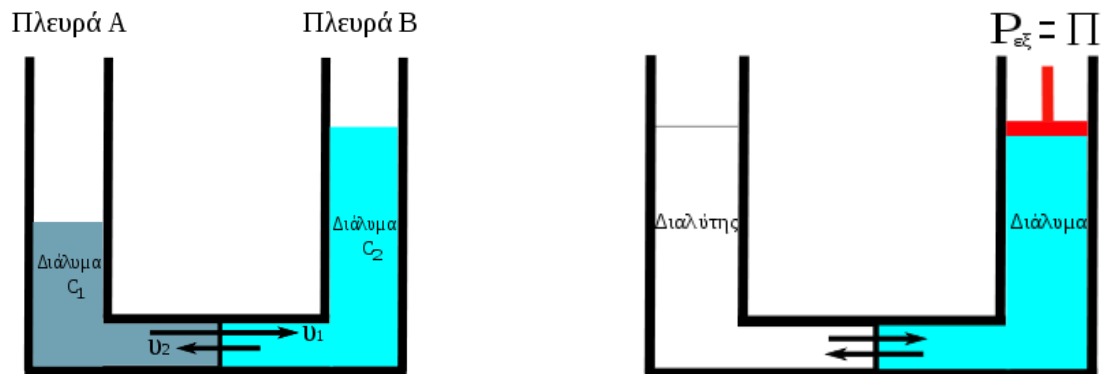 Πλευρά Α
Πλευρά Β
Pεξ = Π
Διάλυμα
C1
Διάλυμα
C2
υ1
υ2
Διαλύτης
Διάλυμα